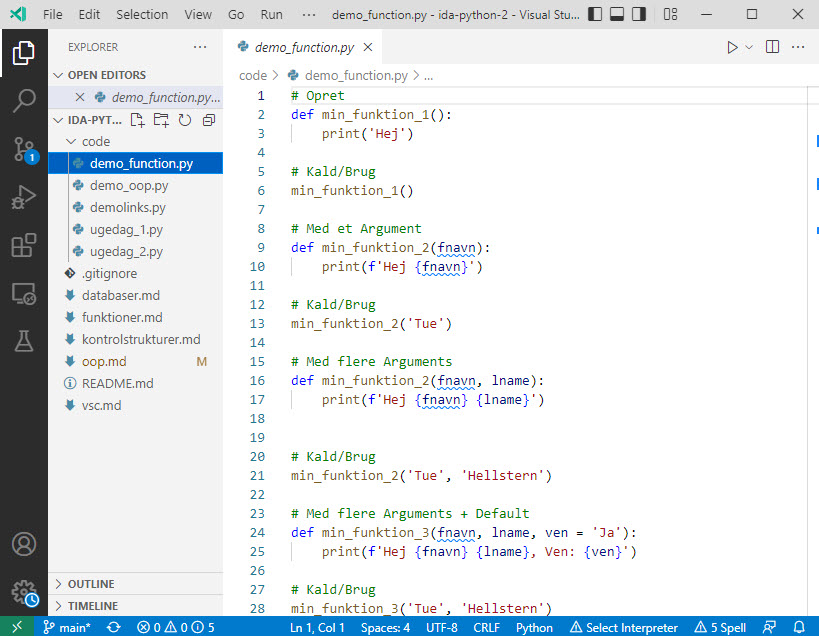 File Edit Selection View Go Run ··· demo_function.py - ida-python-2 - Visual Stu...
EXPLORER ···
OPEN EDITORS
demo_function.py...
IDA-PYT...
code
demo_function.py
demo_oop.py
demolinks.py
ugedag_1.py
ugedag_2.py
.gitignore
databaser.md
funktioner.md
kontrolstrukturer.md
oop.md M
README.md
vsc.md
OUTLINE
TIMELINE
1
demo_function.py
code > demo_function.py > ...
1 # Opret
2 def min_funktion_1():
3 print('Hej')
4
5 # Kald/Brug
6 min_funktion_1()
7
8 # Med et Argument
9 def min_funktion_2(fnavn):
10 print(f'Hej {fnavn}')
11
12 # Kald/Brug
13 min_funktion_2('Tue')
14
15 # Med flere Arguments
16 def min_funktion_2(fnavn, lname):
17 print(f'Hej {fnavn} {lname}')
18
19
20 # Kald/Brug
21 min_funktion_2('Tue', 'Hellstern')
22
23 # Med flere Arguments + Default
24 def min_funktion_3(fnavn, lname, ven = 'Ja'):
25 print(f'Hej {fnavn} {lname}, Ven: {ven}')
26
27 # Kald/Brug
28 min_funktion_3('Tue', 'Hellstern')
main* 0 0 5 Ln 1, Col 1 Spaces: 4 UTF-8 CRLF Python Select Interpreter 5 Spell